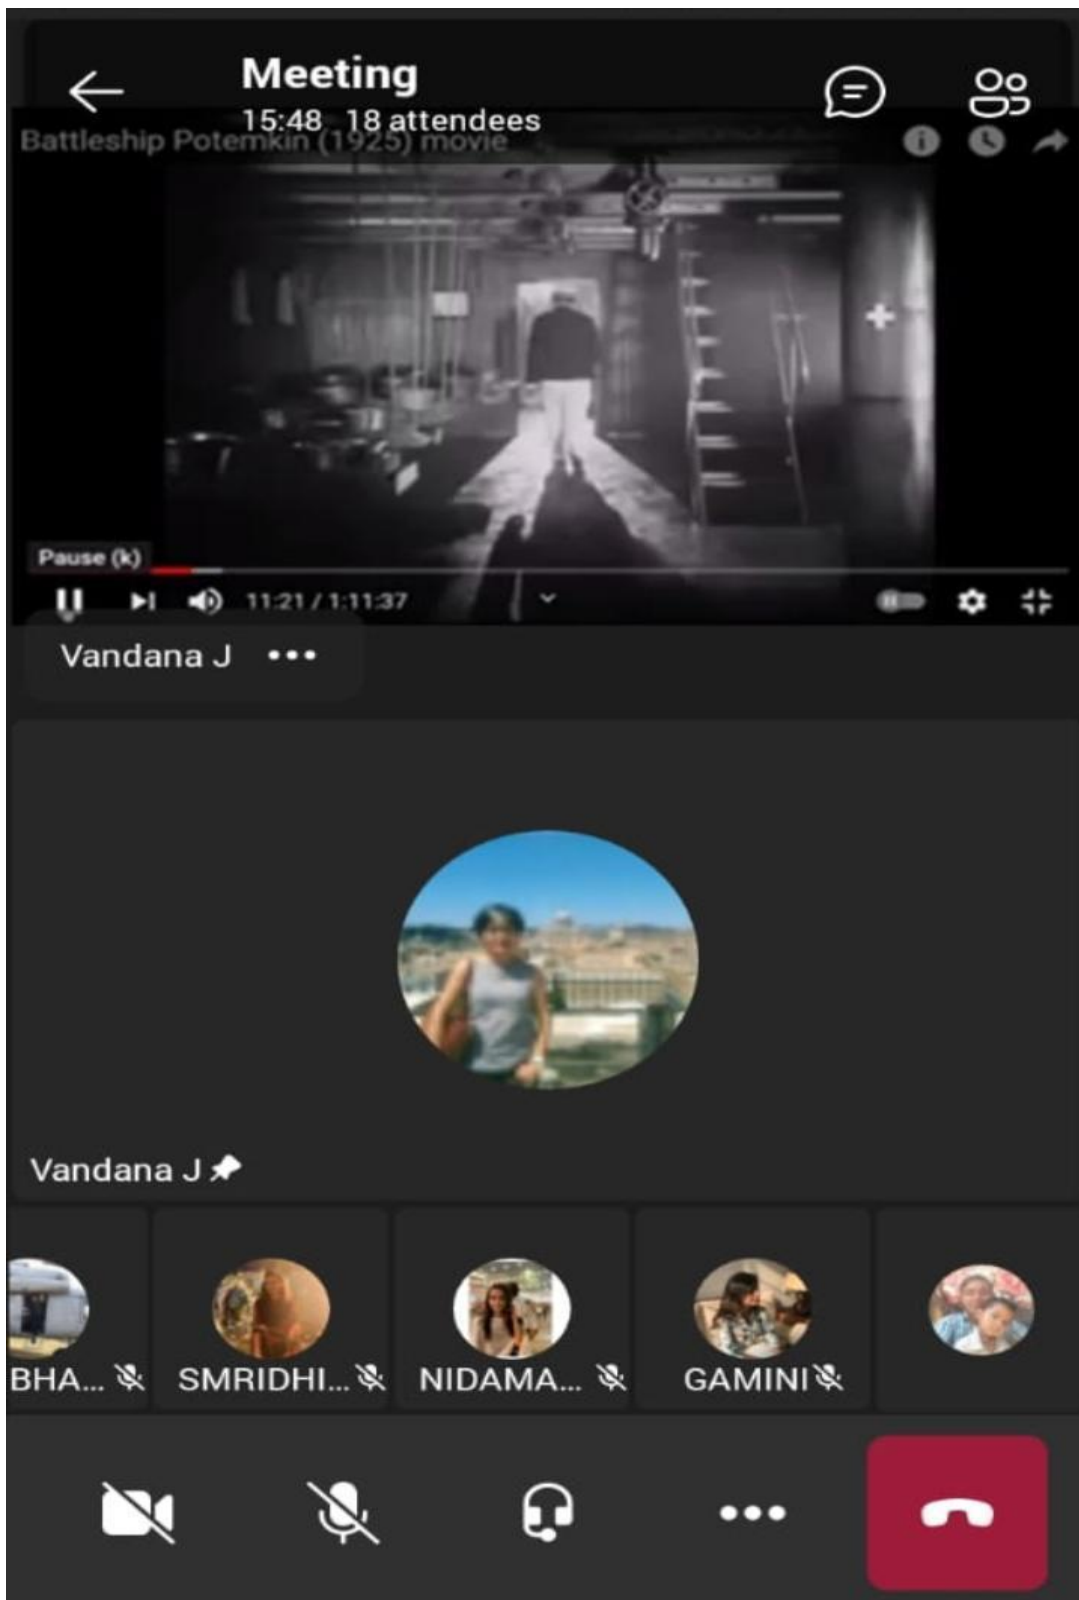 Meeting
15:48 18 attendees
Battleship Potemkin (1925) movie
Pause (k)
11:21 / 1:11:37
Vandana J
Vandana J
BHA... SMRIDHI... NIDAMA... GAMINI